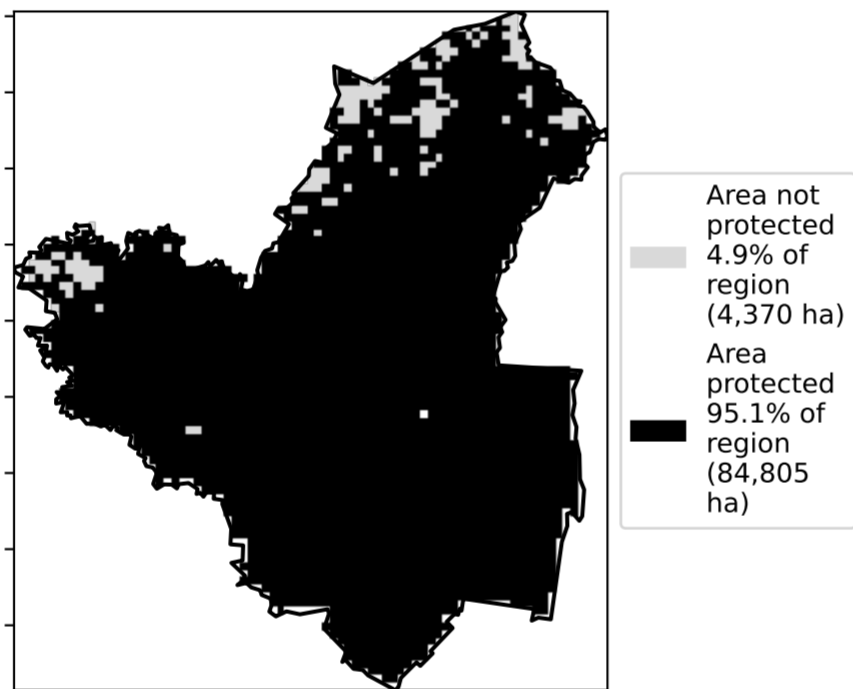 Area not
protected
4.9% of
region
(4,370 ha)
Area
protected
95.1% of
region
(84,805
ha)